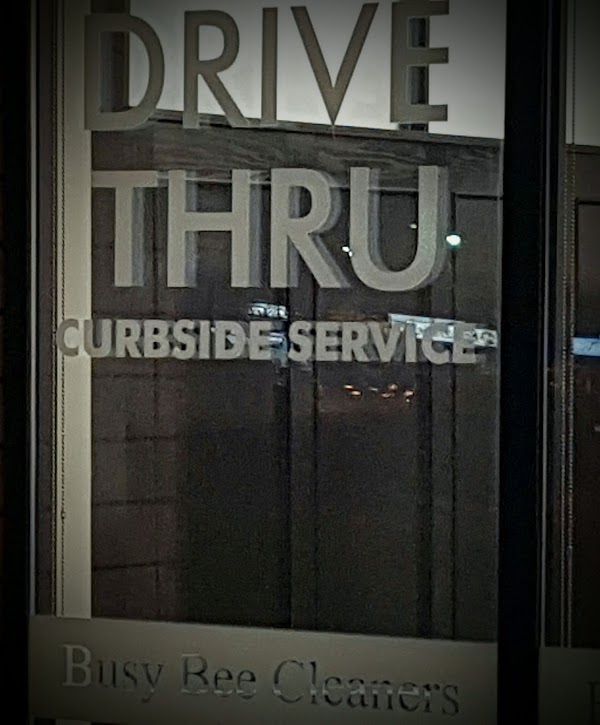 DRIVE
THRU
CURBSIDE SERVICE
Busy Bee Cleaners